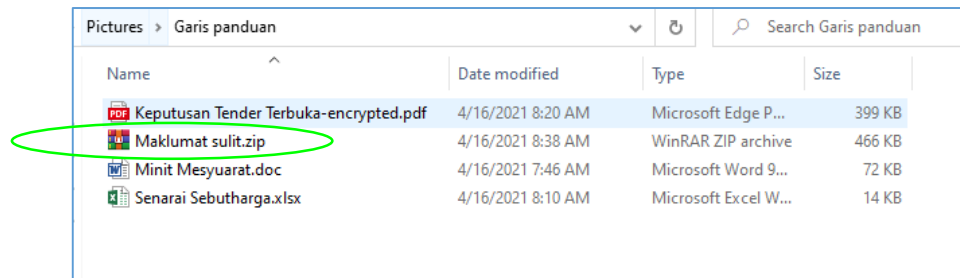 Pictures > Garis panduan Search Garis panduan
Name Date modified Type Size
PDF Keputusan Tender Terbuka-encrypted.pdf 4/16/2021 8:20 AM Microsoft Edge P... 399 KB
Maklumat sulit.zip 4/16/2021 8:38 AM WinRAR ZIP archive 466 KB
Minit Mesyuarat.doc 4/16/2021 7:46 AM Microsoft Word 9... 72 KB
Senarai Sebutharga.xlsx 4/16/2021 8:10 AM Microsoft Excel W... 14 KB